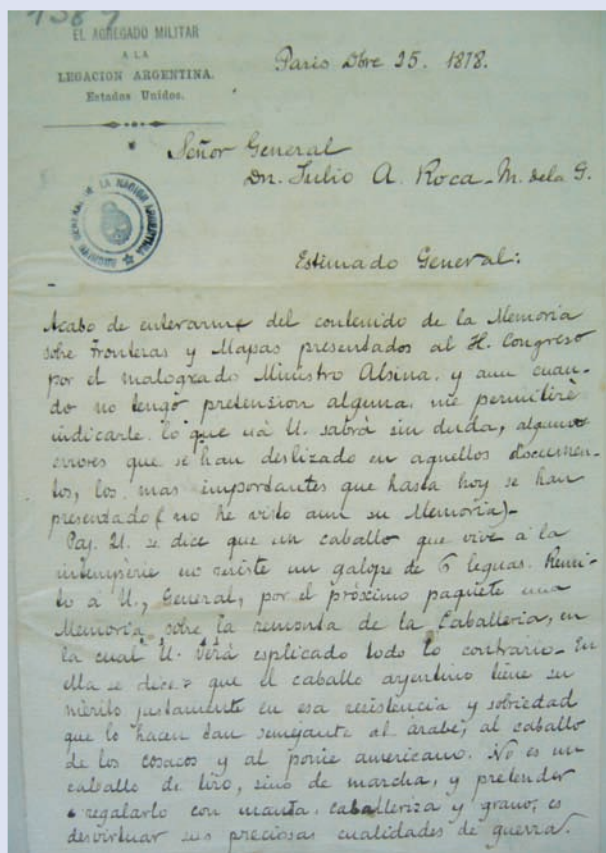 EL AGREGADO MILITAR
A LA
LEGACION ARGENTINA.
Estados Unidos.
Paris Dbre 25. 1878.
Señor General
Dn. Julio A. Roca. M. de la G.
ARCHIVO GENERAL DE LA NACION ARGENTINA
Estimado General:
Acabo de enterarme del contenido de la Memoria
sobre Fronteras y Mapas presentados al H. Congreso
por el malogreado Ministro Alsina, y aun cuan-
do no tengo pretension alguna, me permitiré
indicarle, lo que U. sabrá sin duda, algunos
errores que se han deslizado en aquellos documen-
tos, los mas importantes que hasta hoy se han
presentado (no he visto aun su Memoria)-
Paj. 21. se dice que un caballo que vive á la
intemperie no resiste un galope de 6 leguas. Remi-
to a U., General, por el próximo paquete una
Memoria sobre la remonta de la Caballeria, en
la cual U. verá esplicado todo lo contrario- En
ella se dice que el caballo argentino tiene su
mérito justamente en esa resistencia y sobriedad
que lo hacen tan semejante al árabe, al caballo
de los cosacos y al ponie americano. No es un
caballo de tiro, sino de marcha, y pretender
regalarlo con manta, caballeriza y grano, es
desvirtuar sus preciosas cualidades de guerra.